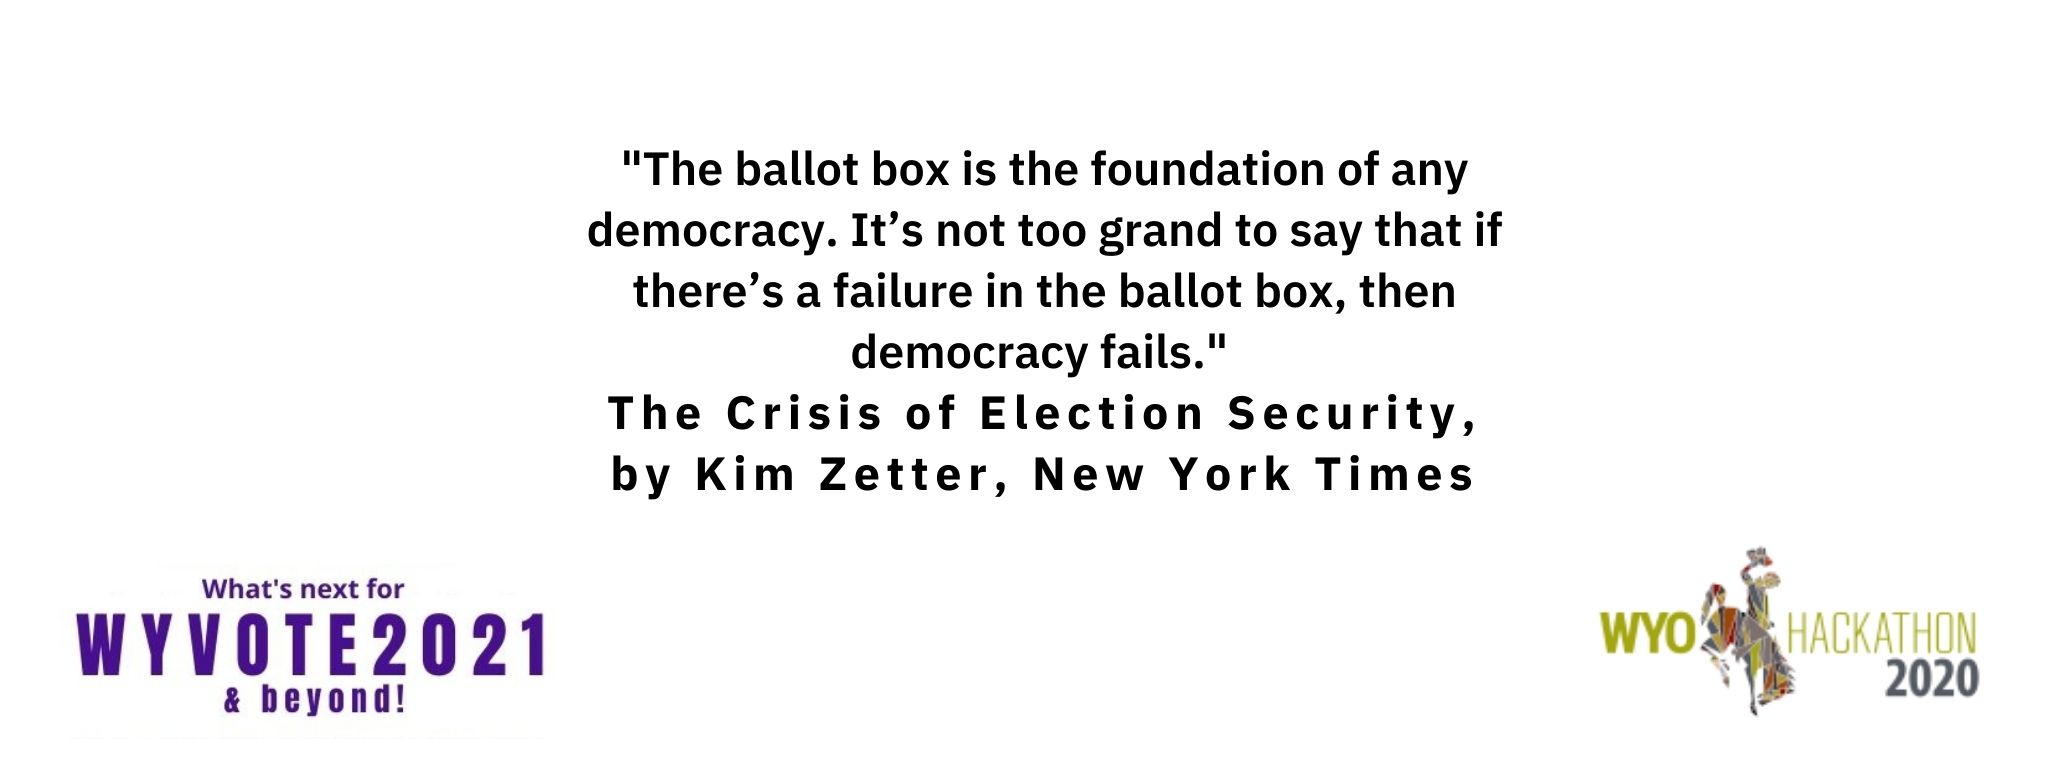 "The ballot box is the foundation of any
democracy. It’s not too grand to say that if
there’s a failure in the ballot box, then
democracy fails."
The Crisis of Election Security,
by Kim Zetter, New York Times
What's next for
WYVOTE2021
& beyond!
WYO HACKATHON
2020